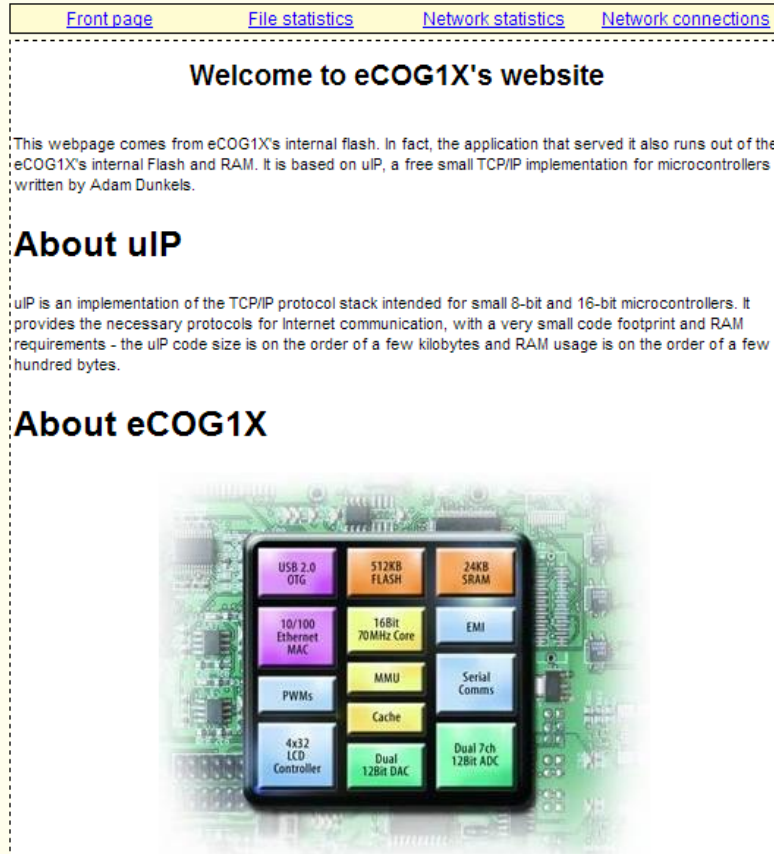 Front page File statistics Network statistics Network connections
Welcome to eCOG1X's website
This webpage comes from eCOG1X's internal flash. In fact, the application that served it also runs out of the
eCOG1X's internal Flash and RAM. It is based on uIP, a free small TCP/IP implementation for microcontrollers
written by Adam Dunkels.
About uIP
uIP is an implementation of the TCP/IP protocol stack intended for small 8-bit and 16-bit microcontrollers. It
provides the necessary protocols for Internet communication, with a very small code footprint and RAM
requirements - the uIP code size is on the order of a few kilobytes and RAM usage is on the order of a few
hundred bytes.
About eCOG1X
USB 2.0
OTG
512KB
FLASH
24KB
SRAM
10/100
Ethernet
MAC
16Bit
70MHz Core
EMI
MMU
Serial
Comms
PWMs
Cache
4x32
LCD
Controller
Dual
12Bit DAC
Dual 7ch
12Bit ADC